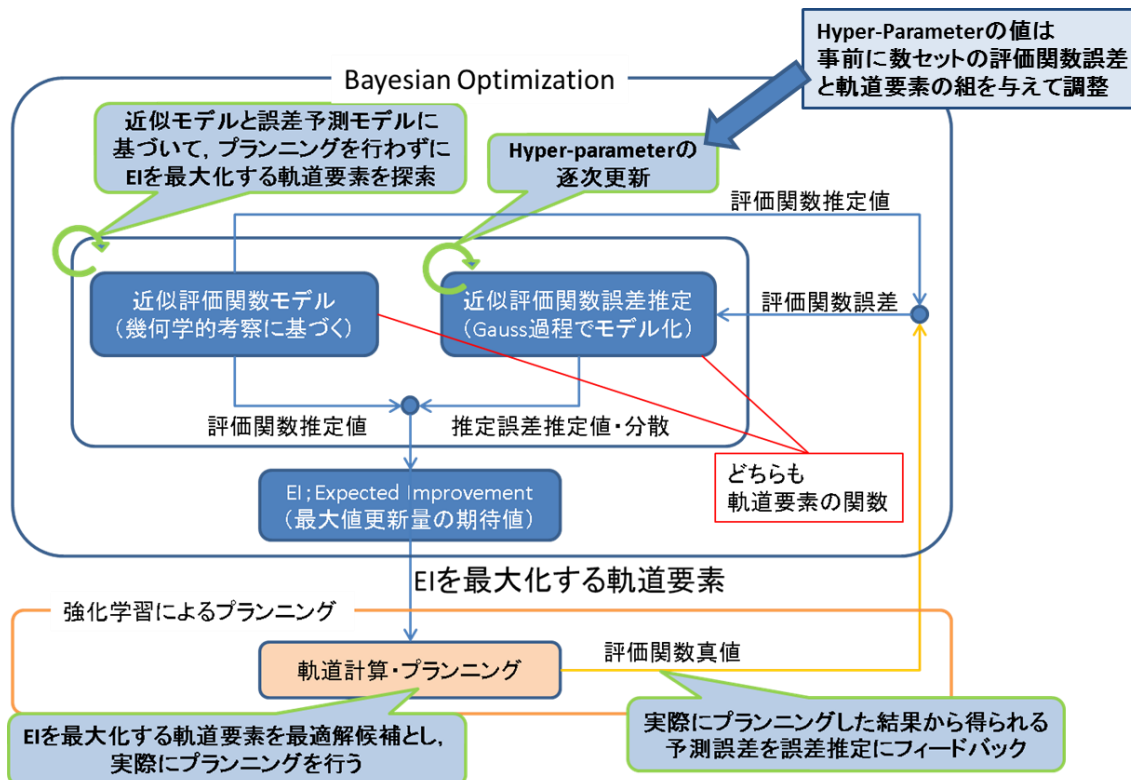 Hyper-Parameterの値は
事前に数セットの評価関数誤差
と軌道要素の組を与えて調整
Bayesian Optimization
近似モデルと誤差予測モデルに
基づいて，プランニングを行わずに
EIを最大化する軌道要素を探索
Hyper-parameterの
逐次更新
評価関数推定値
近似評価関数モデル
（幾何学的考察に基づく）
近似評価関数誤差推定
（Gauss過程でモデル化）
評価関数誤差
評価関数推定値
推定誤差推定値・分散
どちらも
軌道要素の関数
EI；Expected Improvement
（最大値更新量の期待値）
EIを最大化する軌道要素
強化学習によるプランニング
軌道計算・プランニング
評価関数真値
EIを最大化する軌道要素を最適解候補とし，
実際にプランニングを行う
実際にプランニングした結果から得られる
予測誤差を誤差推定にフィードバック